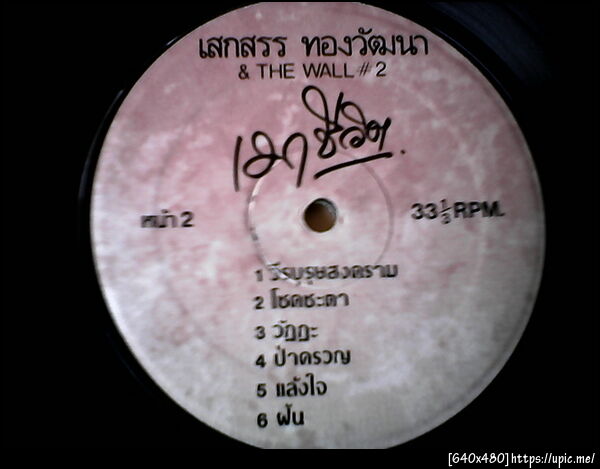 เสกสรร ทองวัฒนา
& THE WALL #2
เมาชีวิต.
หน้า 2
33 1/3 RPM.
1 วีรบุรุษสงคราม
2 โชคชะตา
3 วัฏฏะ
4 ป่าครวญ
5 แล้งใจ
6 ฝัน
[640x480]https://upic.me/